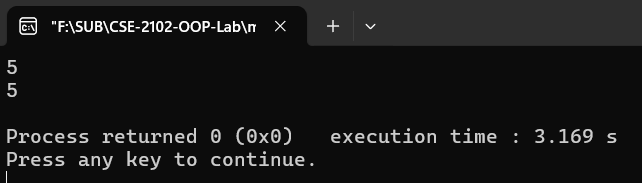 "F:\SUB\CSE-2102-OOP-Lab\m
5
5
Process returned 0 (0x0)   execution time : 3.169 s
Press any key to continue.